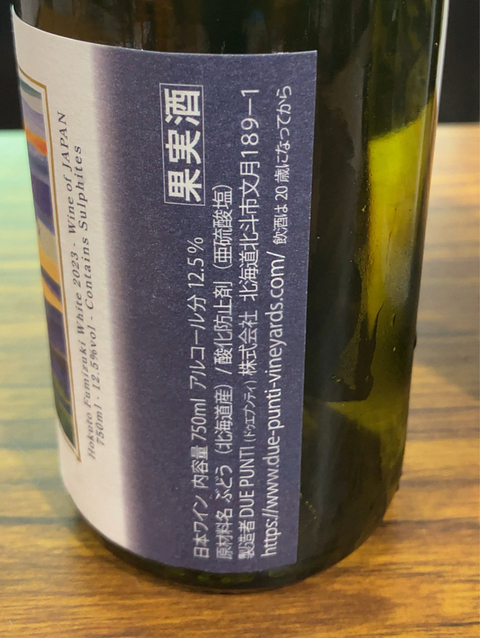 Hokuto Fumizuki White 2023 - Wine of JAPAN
750ml - 12.5%vol - Contains Sulphites
果実酒
日本ワイン 内容量 750ml アルコール分 12.5%
原材料名 ぶどう（北海道産）/ 酸化防止剤（亜硫酸塩）
製造者 DUE PUNTI（ドゥエプンティ）株式会社 北海道北斗市文月189-1
https://www.due-punti-vineyards.com/ 飲酒は20歳になってから